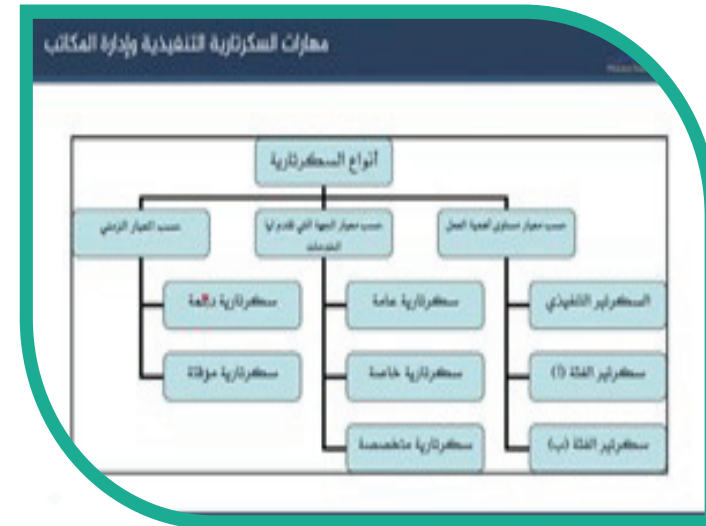 مهارات السكرتارية التنفيذية وإدارة المكاتب
أنواع السكرتارية
حسب معيار مستوى أهمية العمل
حسب معيار الجهة التي تقدم لها
الخدمات
حسب المعيار الزمني
السكرتير التنفيذي
سكرتارية عامة
سكرتارية دائمة
سكرتير الفئة (أ)
سكرتارية خاصة
سكرتارية مؤقتة
سكرتير الفئة (ب)
سكرتارية متخصصة